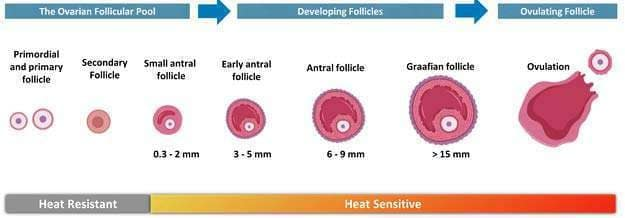 The Ovarian Follicular Pool
Developing Follicles
Ovulating Follicle
Primordial
and primary
follicle
Secondary
Follicle
Small antral
follicle
Early antral
follicle
Antral follicle
Graafian follicle
Ovulation
0.3 - 2 mm
3 - 5 mm
6 - 9 mm
> 15 mm
Heat Resistant
Heat Sensitive